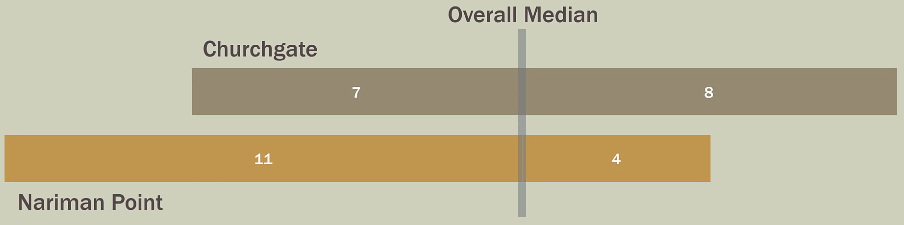 Overall Median
Churchgate
7 8
11 4
Nariman Point